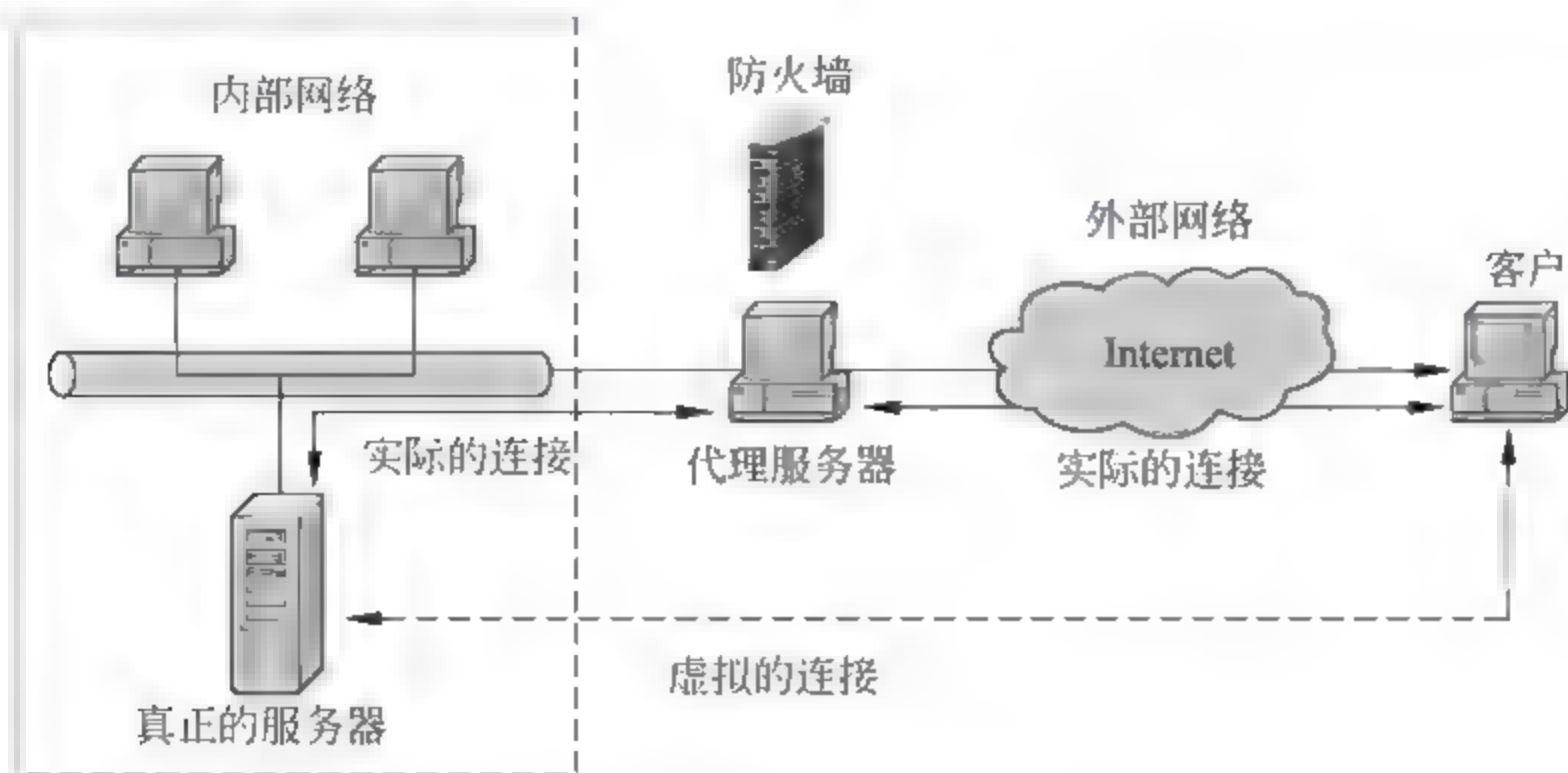 内部网络
防火墙
外部网络
客户
Internet
实际的连接
代理服务器
实际的连接
虚拟的连接
真正的服务器